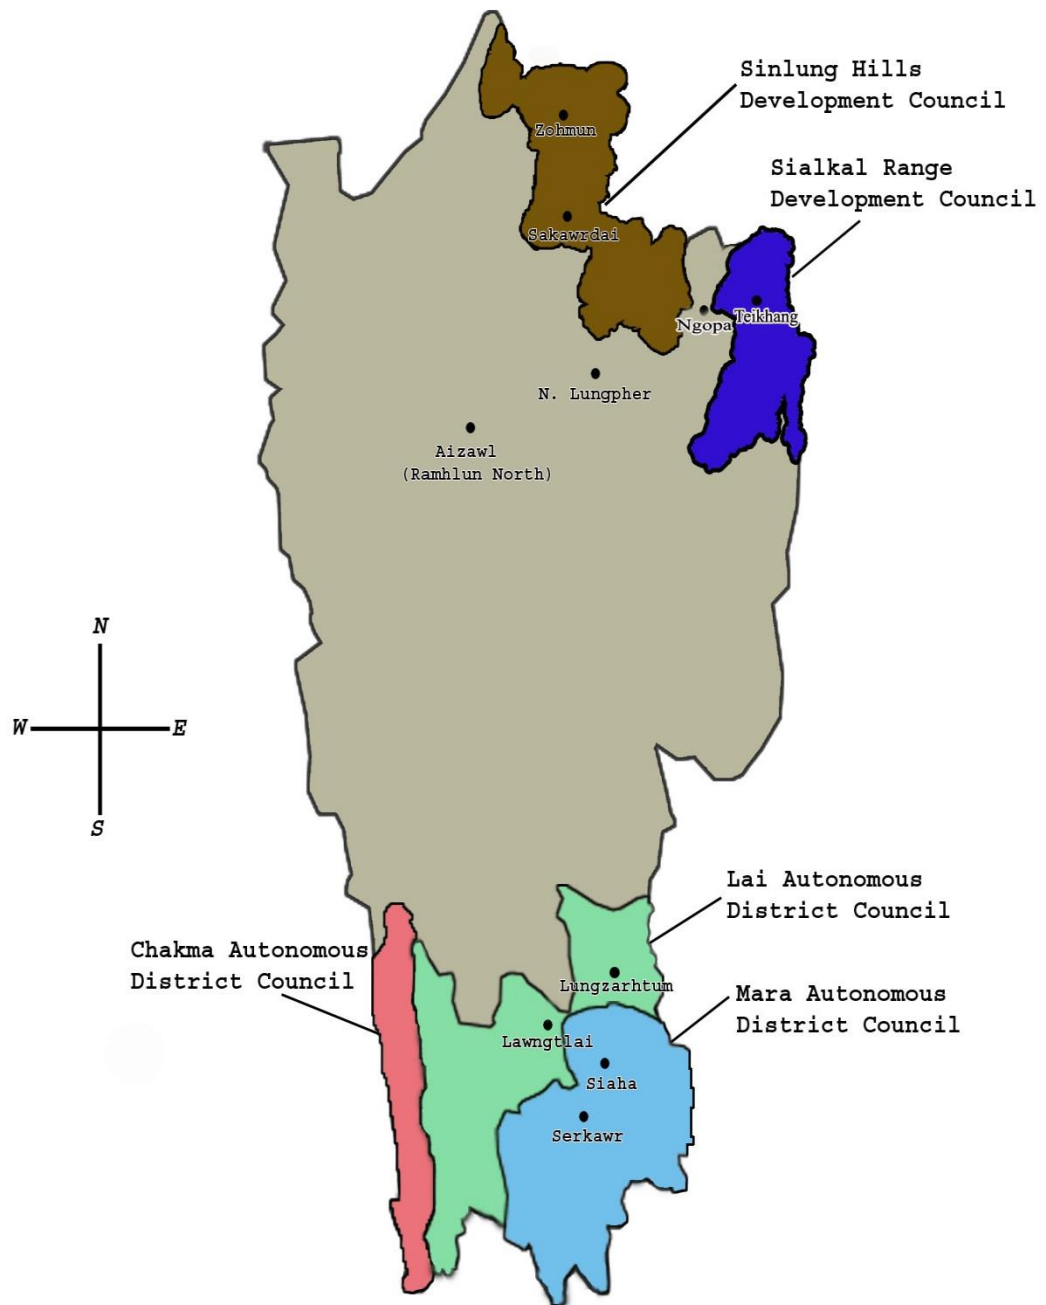 Sinlung Hills
Development Council
Zohmun
Sialkal Range
Development Council
Sakawrdai
Teikhang
Ngopa
N. Lungpher
Aizawl
(Ramhlun North)
N
W
E
S
Lai Autonomous
District Council
Chakma Autonomous
District Council
Lungzarhtum
Mara Autonomous
District Council
Lawngtlai
Siaha
Serkawr